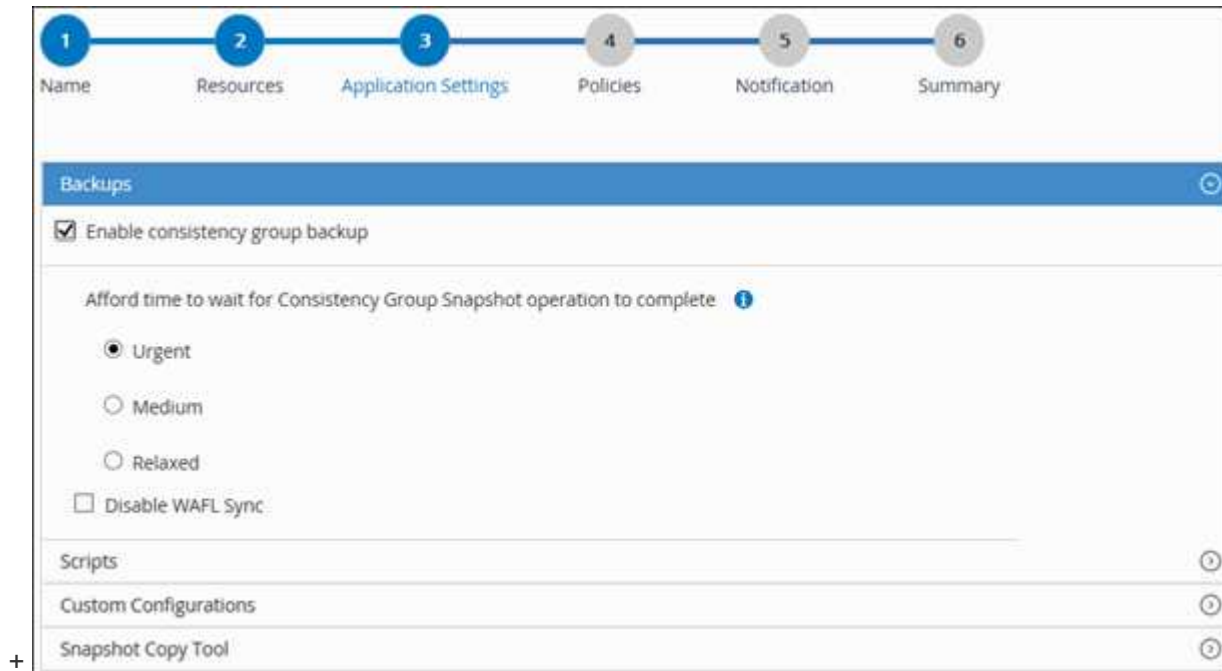 1 2 3 4 5 6
Name Resources Application Settings Policies Notification Summary
Backups
Enable consistency group backup
Afford time to wait for Consistency Group Snapshot operation to complete i
Urgent
Medium
Relaxed
Disable WAFL Sync
Scripts
Custom Configurations
Snapshot Copy Tool
+